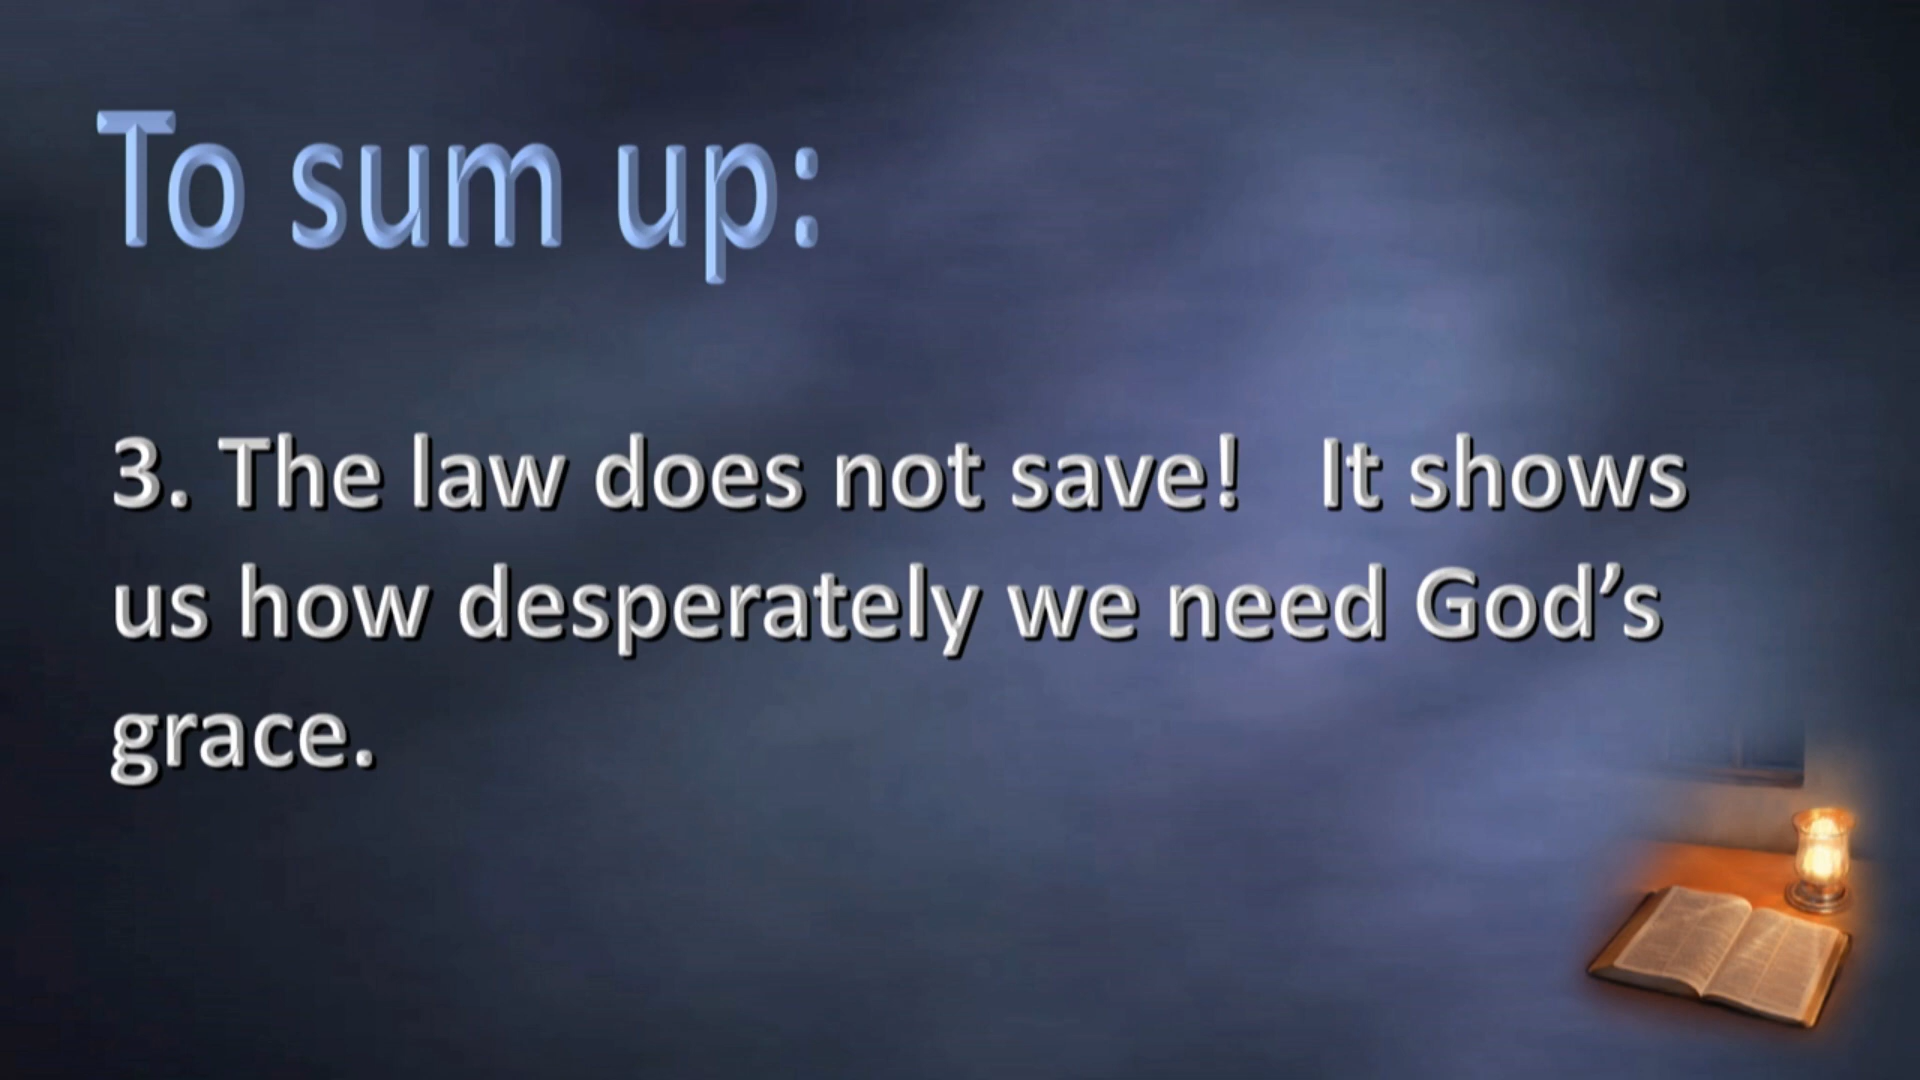 To sum up:
3. The law does not save!   It shows
us how desperately we need God’s
grace.